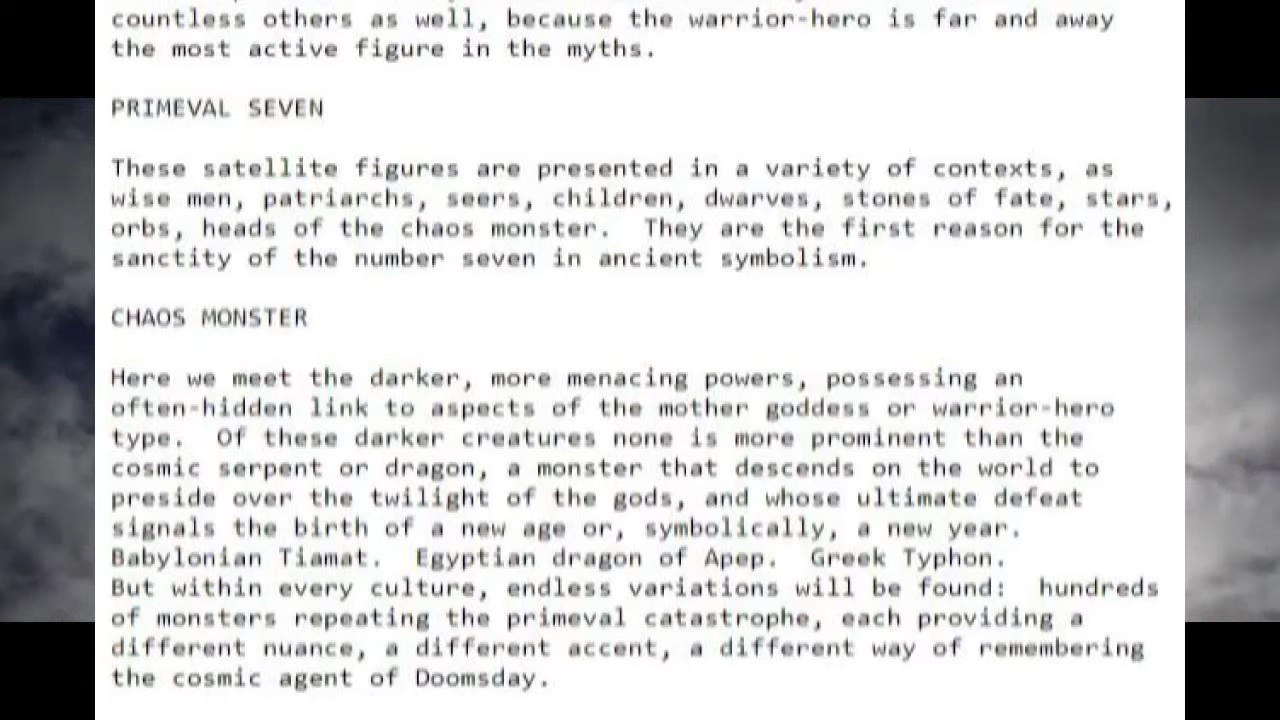 countless others as well, because the warrior-hero is far and away
the most active figure in the myths.
PRIMEVAL SEVEN
These satellite figures are presented in a variety of contexts, as
wise men, patriarchs, seers, children, dwarves, stones of fate, stars,
orbs, heads of the chaos monster. They are the first reason for the
sanctity of the number seven in ancient symbolism.
CHAOS MONSTER
Here we meet the darker, more menacing powers, possessing an
often-hidden link to aspects of the mother goddess or warrior-hero
type. Of these darker creatures none is more prominent than the
cosmic serpent or dragon, a monster that descends on the world to
preside over the twilight of the gods, and whose ultimate defeat
signals the birth of a new age or, symbolically, a new year.
Babylonian Tiamat. Egyptian dragon of Apep. Greek Typhon.
But within every culture, endless variations will be found: hundreds
of monsters repeating the primeval catastrophe, each providing a
different nuance, a different accent, a different way of remembering
the cosmic agent of Doomsday.